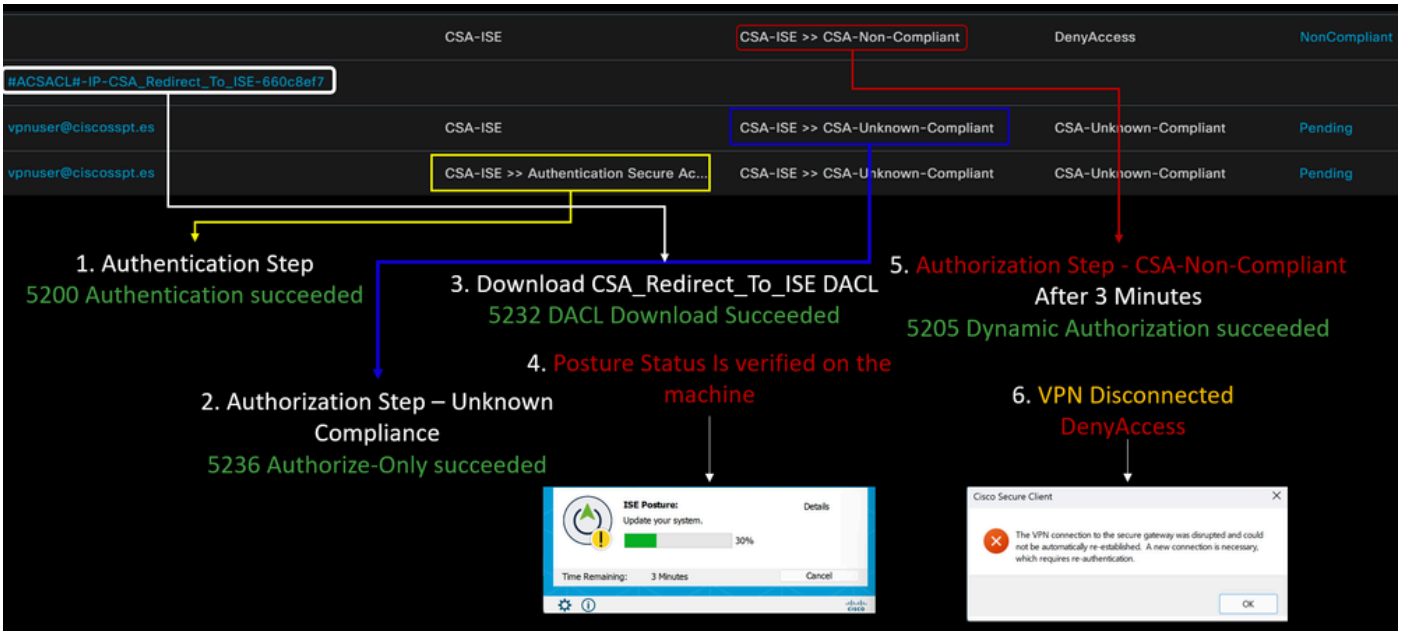 CSA-ISE
CSA-ISE >> CSA-Non-Compliant
DenyAccess
NonCompliant
#ACSACL#-IP-CSA_Redirect_To_ISE-660c8ef7
vpnuser@ciscosspt.es
CSA-ISE
CSA-ISE >> CSA-Unknown-Compliant
CSA-Unknown-Compliant
Pending
vpnuser@ciscosspt.es
CSA-ISE >> Authentication Secure Ac...
CSA-ISE >> CSA-Unknown-Compliant
CSA-Unknown-Compliant
Pending
1. Authentication Step
5200 Authentication succeeded
2. Authorization Step – Unknown
Compliance
5236 Authorize-Only succeeded
3. Download CSA_Redirect_To_ISE DACL
5232 DACL Download Succeeded
4. Posture Status Is verified on the
machine
ISE Posture:
Details
Update your system.
30%
Time Remaining: 3 Minutes
Cancel
cisco
5. Authorization Step - CSA-Non-Compliant
After 3 Minutes
5205 Dynamic Authorization succeeded
6. VPN Disconnected
DenyAccess
Cisco Secure Client
The VPN connection to the secure gateway was disrupted and could
not be automatically re-established. A new connection is necessary,
which requires re-authentication.
OK